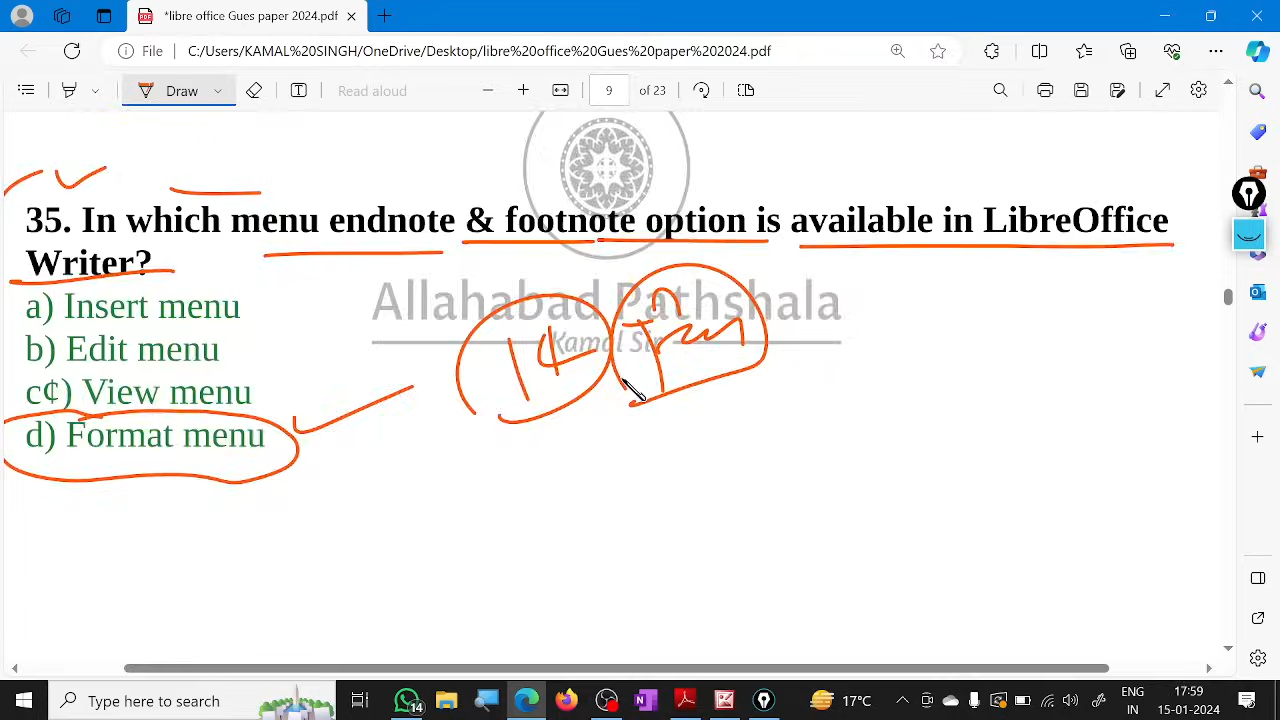 *libre office Gues paper 2024.pdf
File
C:/Users/KAMAL%20SINGH/OneDrive/Desktop/libre%20office%20Gues%20paper%202024.pdf
Draw
Read aloud
9
of 23
35. In which menu endnote & footnote option is available in LibreOffice
Writer?
a) Insert menu
b) Edit menu
c¢) View menu
d) Format menu
Allahabad Pathshala
Kamal Sir
14
Type here to search
14
17°C
ENG
IN
17:59
15-01-2024